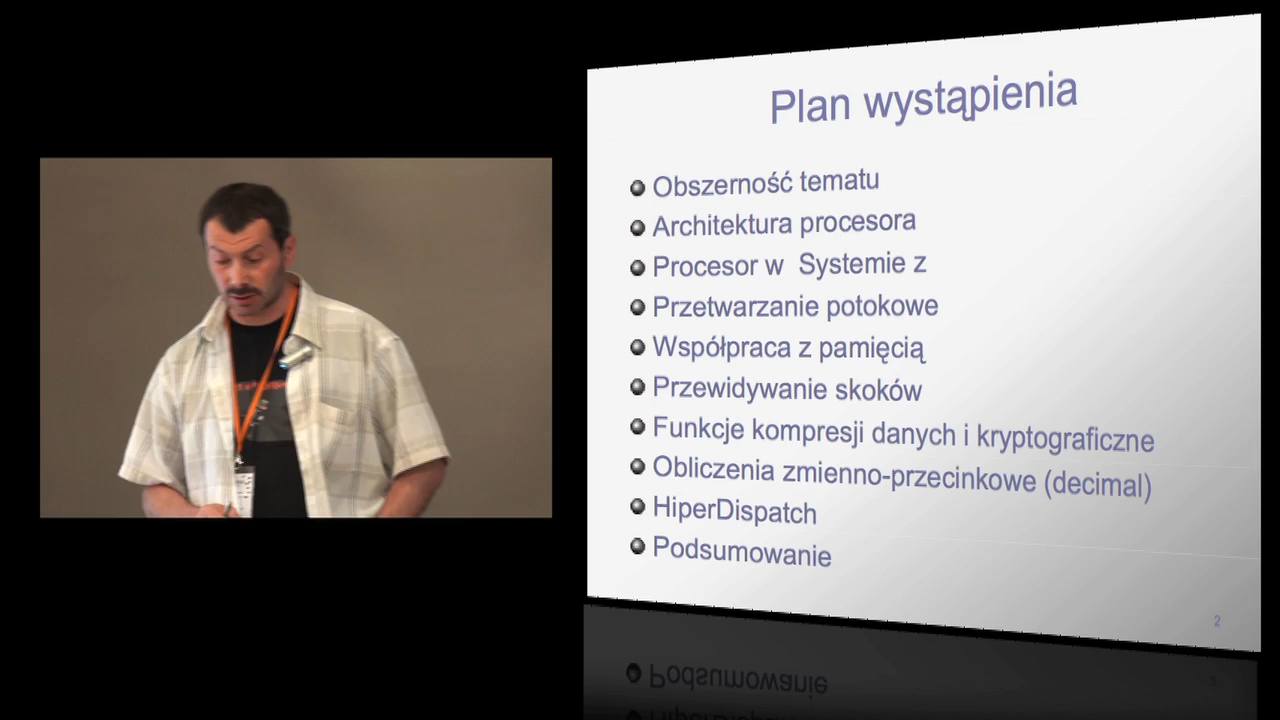 Plan wystąpienia
Obszerność tematu
Architektura procesora
Procesor w Systemie z
Przetwarzanie potokowe
Współpraca z pamięcią
Przewidywanie skoków
Funkcje kompresji danych i kryptograficzne
Obliczenia zmienno-przecinkowe (decimal)
HiperDispatch
Podsumowanie
2